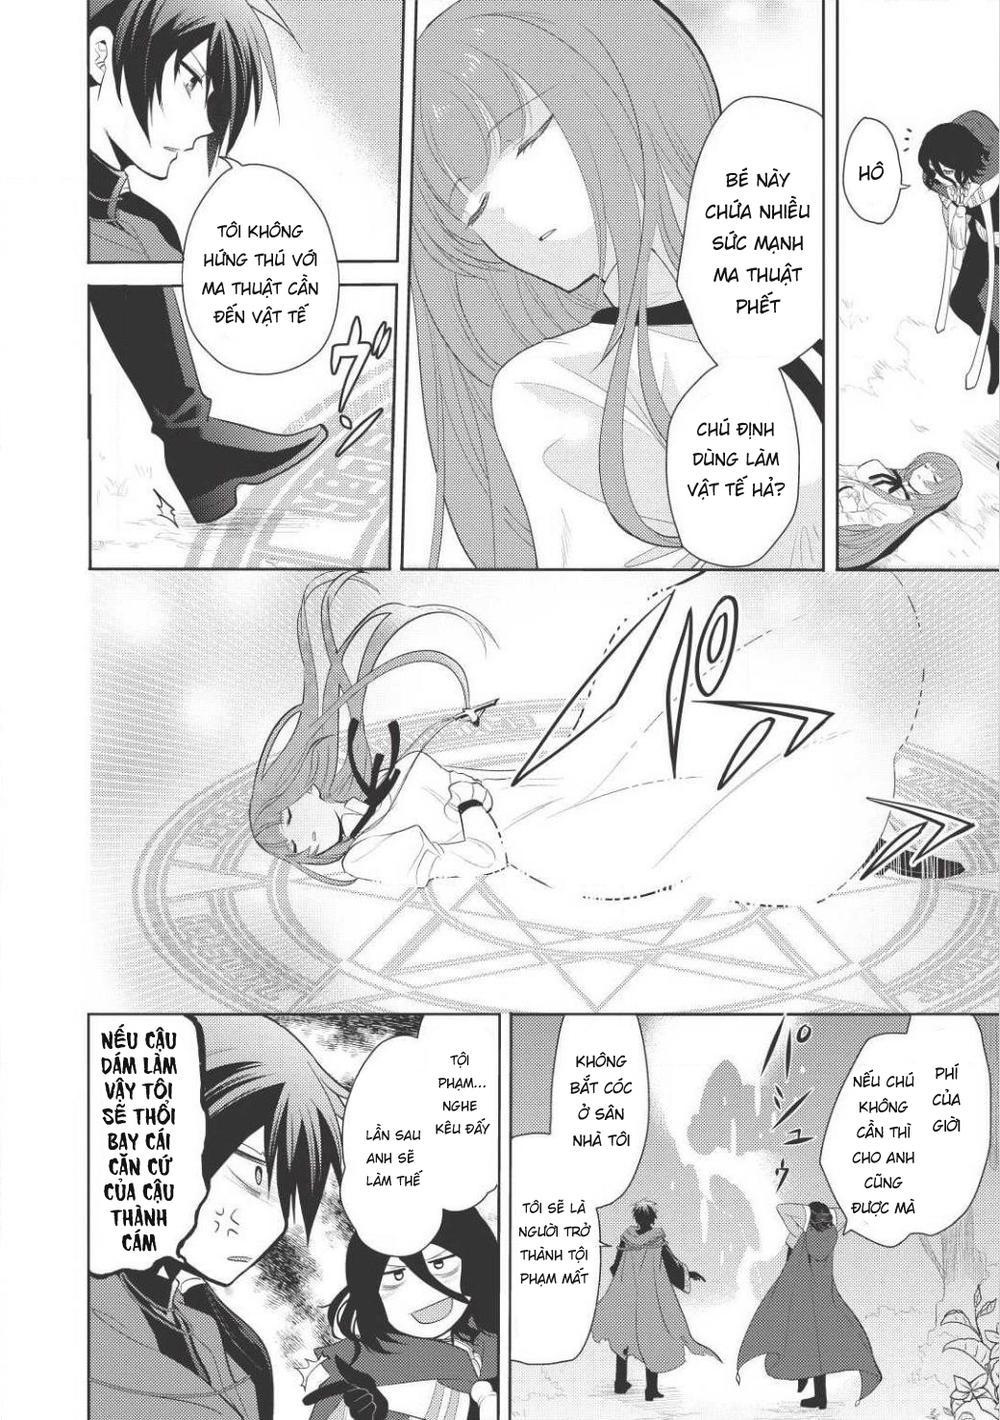 HÔ
BÉ NÀY
CHỨA NHIỀU
SỨC MẠNH
MA THUẬT
PHẾT
CHÚ ĐỊNH
DÙNG LÀM
VẬT TẾ HẢ?
TÔI KHÔNG
HỨNG THÚ VỚI
MA THUẬT CẦN
ĐẾN VẬT TẾ
ヴ
パ
PHÍ
CỦA
GIỜI
NẾU CHÚ
KHÔNG
CẦN THÌ
CHO ANH
CŨNG
ĐƯỢC MÀ
KHÔNG
BẮT CÓC
Ở SÂN
NHÀ TÔI
TÔI SẼ LÀ
NGƯỜI TRỞ
THÀNH TỘI
PHẠM MẤT
TỘI
PHẠM...
NGHE
KÊU ĐẤY
LẦN SAU
ANH SẼ
LÀM THẾ
NẾU CẬU
DÁM LÀM
VẬY TÔI
SẼ THỔI
BAY CÁI
CĂN CỨ
CỦA CẬU
THÀNH
CÁM